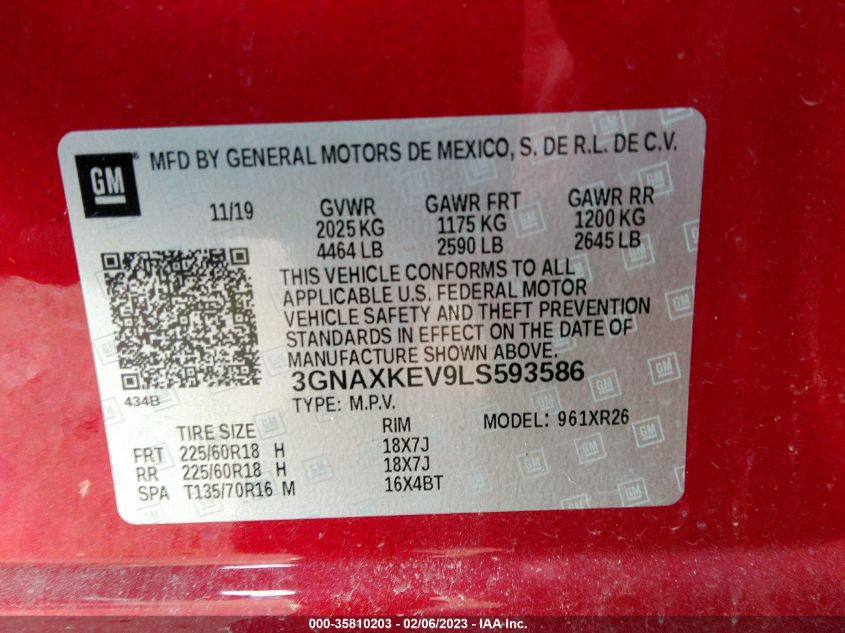 GM ® MFD BY GENERAL MOTORS DE MEXICO, S. DE R.L. DE C.V.
11/19 GVWR GAWR FRT GAWR RR
2025 KG 1175 KG 1200 KG
4464 LB 2590 LB 2645 LB
THIS VEHICLE CONFORMS TO ALL
APPLICABLE U.S. FEDERAL MOTOR
VEHICLE SAFETY AND THEFT PREVENTION
STANDARDS IN EFFECT ON THE DATE OF
MANUFACTURE SHOWN ABOVE.
434B 3GNAXKEV9LS593586
TYPE: M.P.V. MODEL: 961XR26
TIRE SIZE RIM
FRT 225/60R18 H 18X7J
RR 225/60R18 H 18X7J
SPA T135/70R16 M 16X4BT
000-35810203 - 02/06/2023 - IAA Inc.